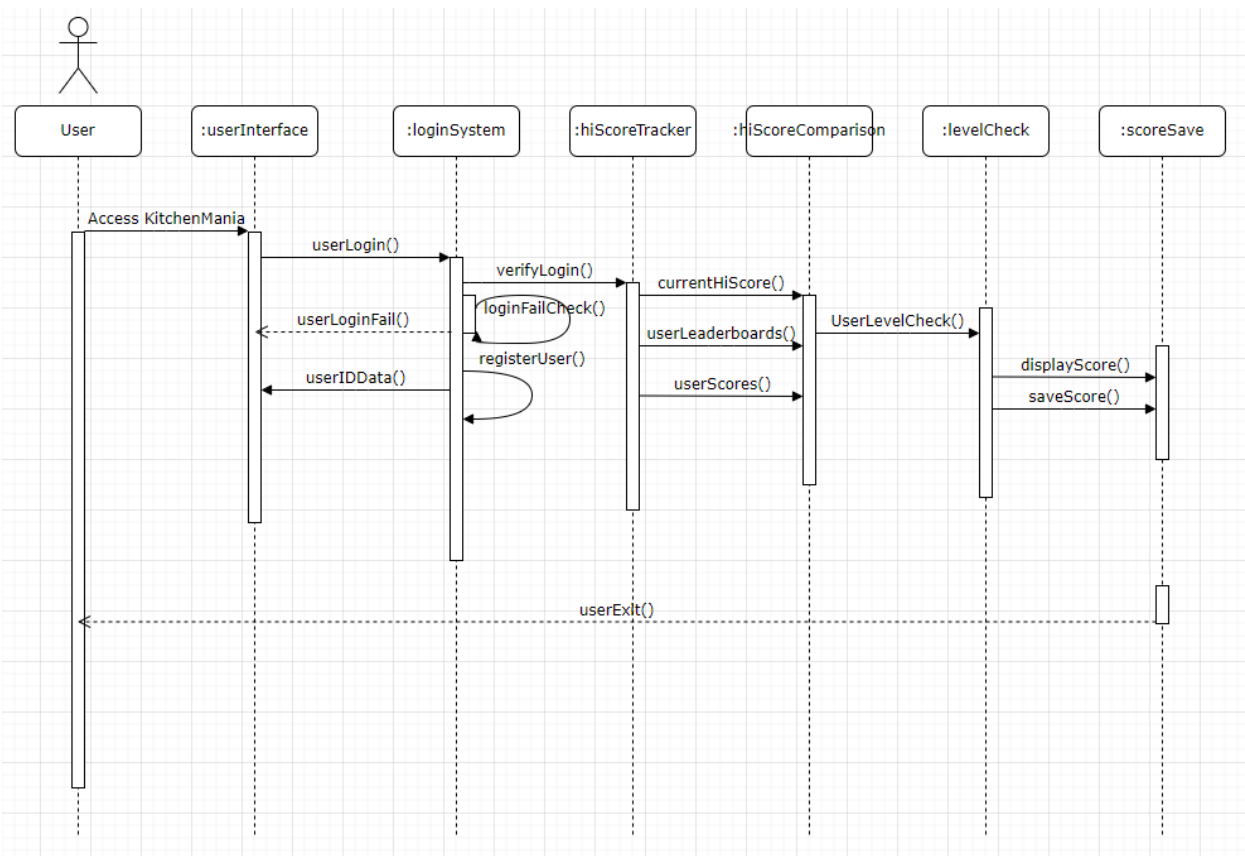 User
:userInterface
:loginSystem
:hiScoreTracker
:hiScoreComparison
:levelCheck
:scoreSave
Access KitchenMania
userLogin()
verifyLogin()
currentHiScore()
loginFailCheck()
userLoginFail()
UserLevelCheck()
userLeaderboards()
registerUser()
displayScore()
userIDData()
userScores()
saveScore()
userExit()